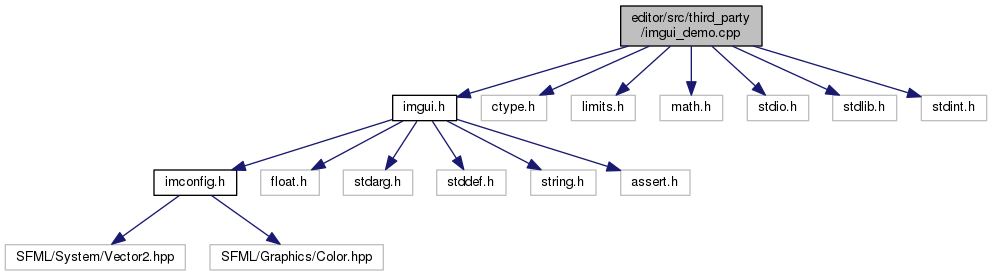 editor/src/third_party
/imgui_demo.cpp
imgui.h
ctype.h
limits.h
math.h
stdio.h
stdlib.h
stdint.h
imconfig.h
float.h
stdarg.h
stddef.h
string.h
assert.h
SFML/System/Vector2.hpp
SFML/Graphics/Color.hpp